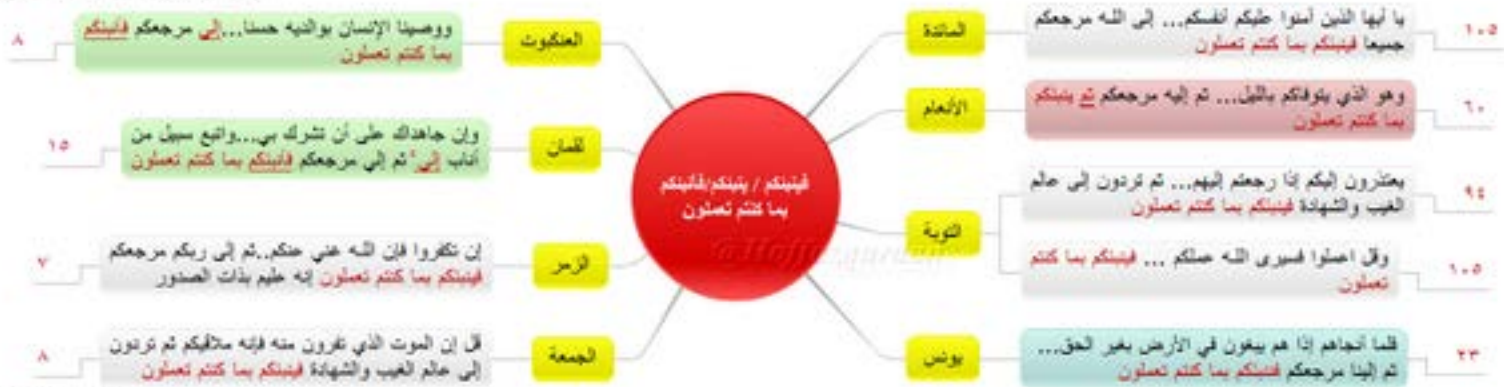 فينبئكم / ينبئكم/فأنبئكم
بما كنتم تعملون
المائدة
يا أيها الذين آمنوا عليكم أنفسكم... إلى الله مرجعكم
جميعا فينبئكم بما كنتم تعملون
١٠٥
الأنعام
وهو الذي يتوفاكم بالليل... ثم إليه مرجعكم ثم ينبئكم
بما كنتم تعملون
٦٠
التوبة
يعتذرون إليكم إذا رجعتم إليهم... ثم تردون إلى عالم
الغيب والشهادة فينبئكم بما كنتم تعملون
٩٤
وقل اعملوا فسيرى الله عملكم ... فينبئكم بما كنتم
تعملون
١٠٥
يونس
فلما أنجاهم إذا هم يبغون في الأرض بغير الحق...
ثم إلينا مرجعكم فننبئكم بما كنتم تعملون
٢٣
العنكبوت
ووصينا الإنسان بوالديه حسنا...إلي مرجعكم فأنبئكم
بما كنتم تعملون
٨
لقمان
وإن جاهداك على أن تشرك بي...واتبع سبيل من
أناب إلي ثم إلي مرجعكم فأنبئكم بما كنتم تعملون
١٥
الزمر
إن تكفروا فإن الله غني عنكم..ثم إلى ربكم مرجعكم
فينبئكم بما كنتم تعملون إنه عليم بذات الصدور
٧
الجمعة
قل إن الموت الذي تفرون منه فإنه ملاقيكم ثم تردون
إلى عالم الغيب والشهادة فينبئكم بما كنتم تعملون
٨